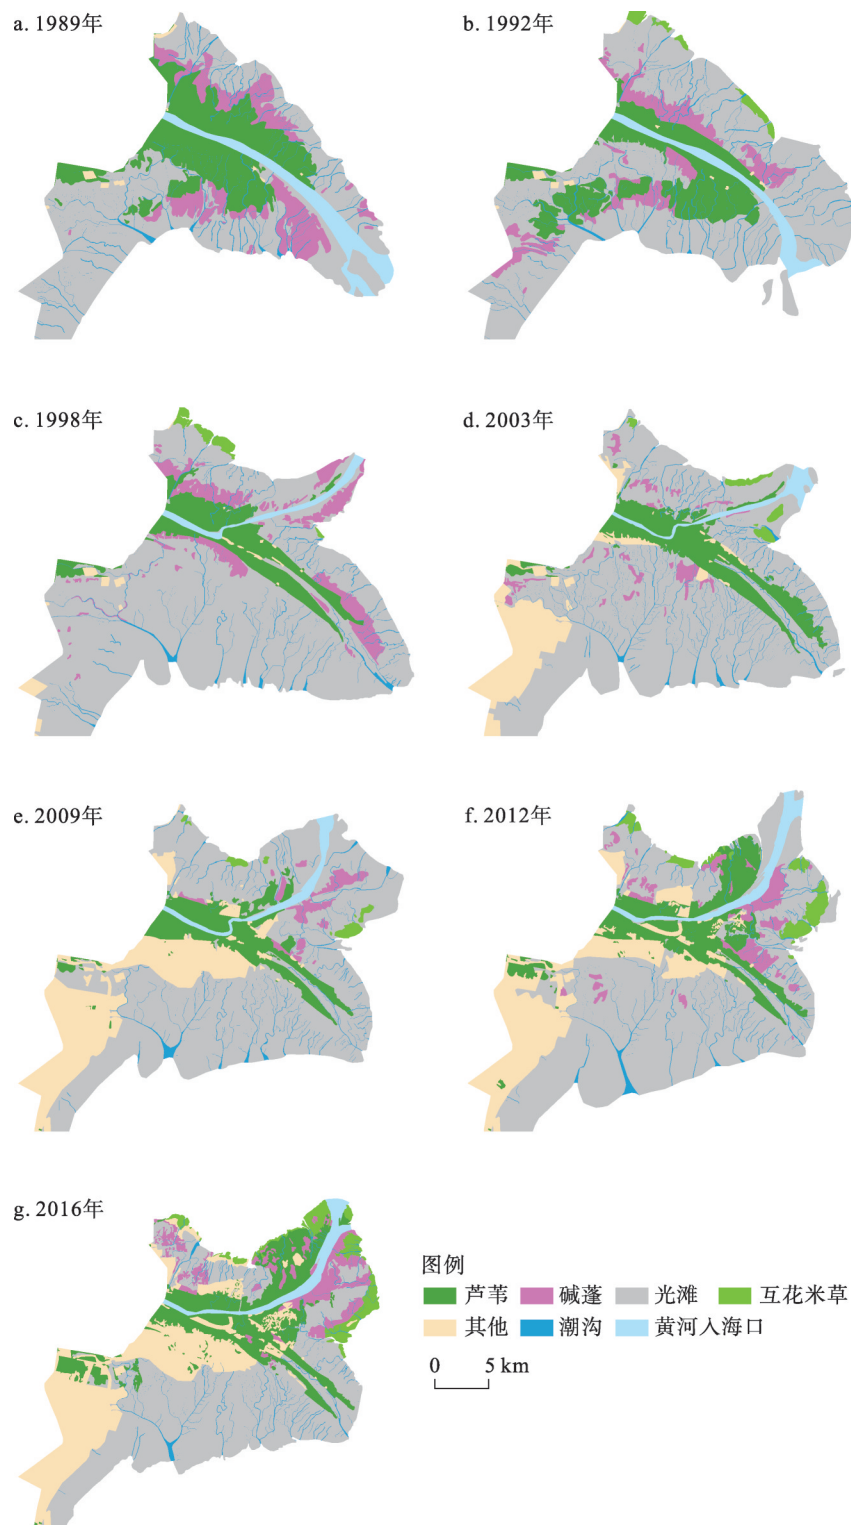 a. 1989年
b. 1992年
c. 1998年
d. 2003年
e. 2009年
f. 2012年
g. 2016年
图例
芦苇 碱蓬 光滩 互花米草
其他 潮沟 黄河入海口
0 5 km